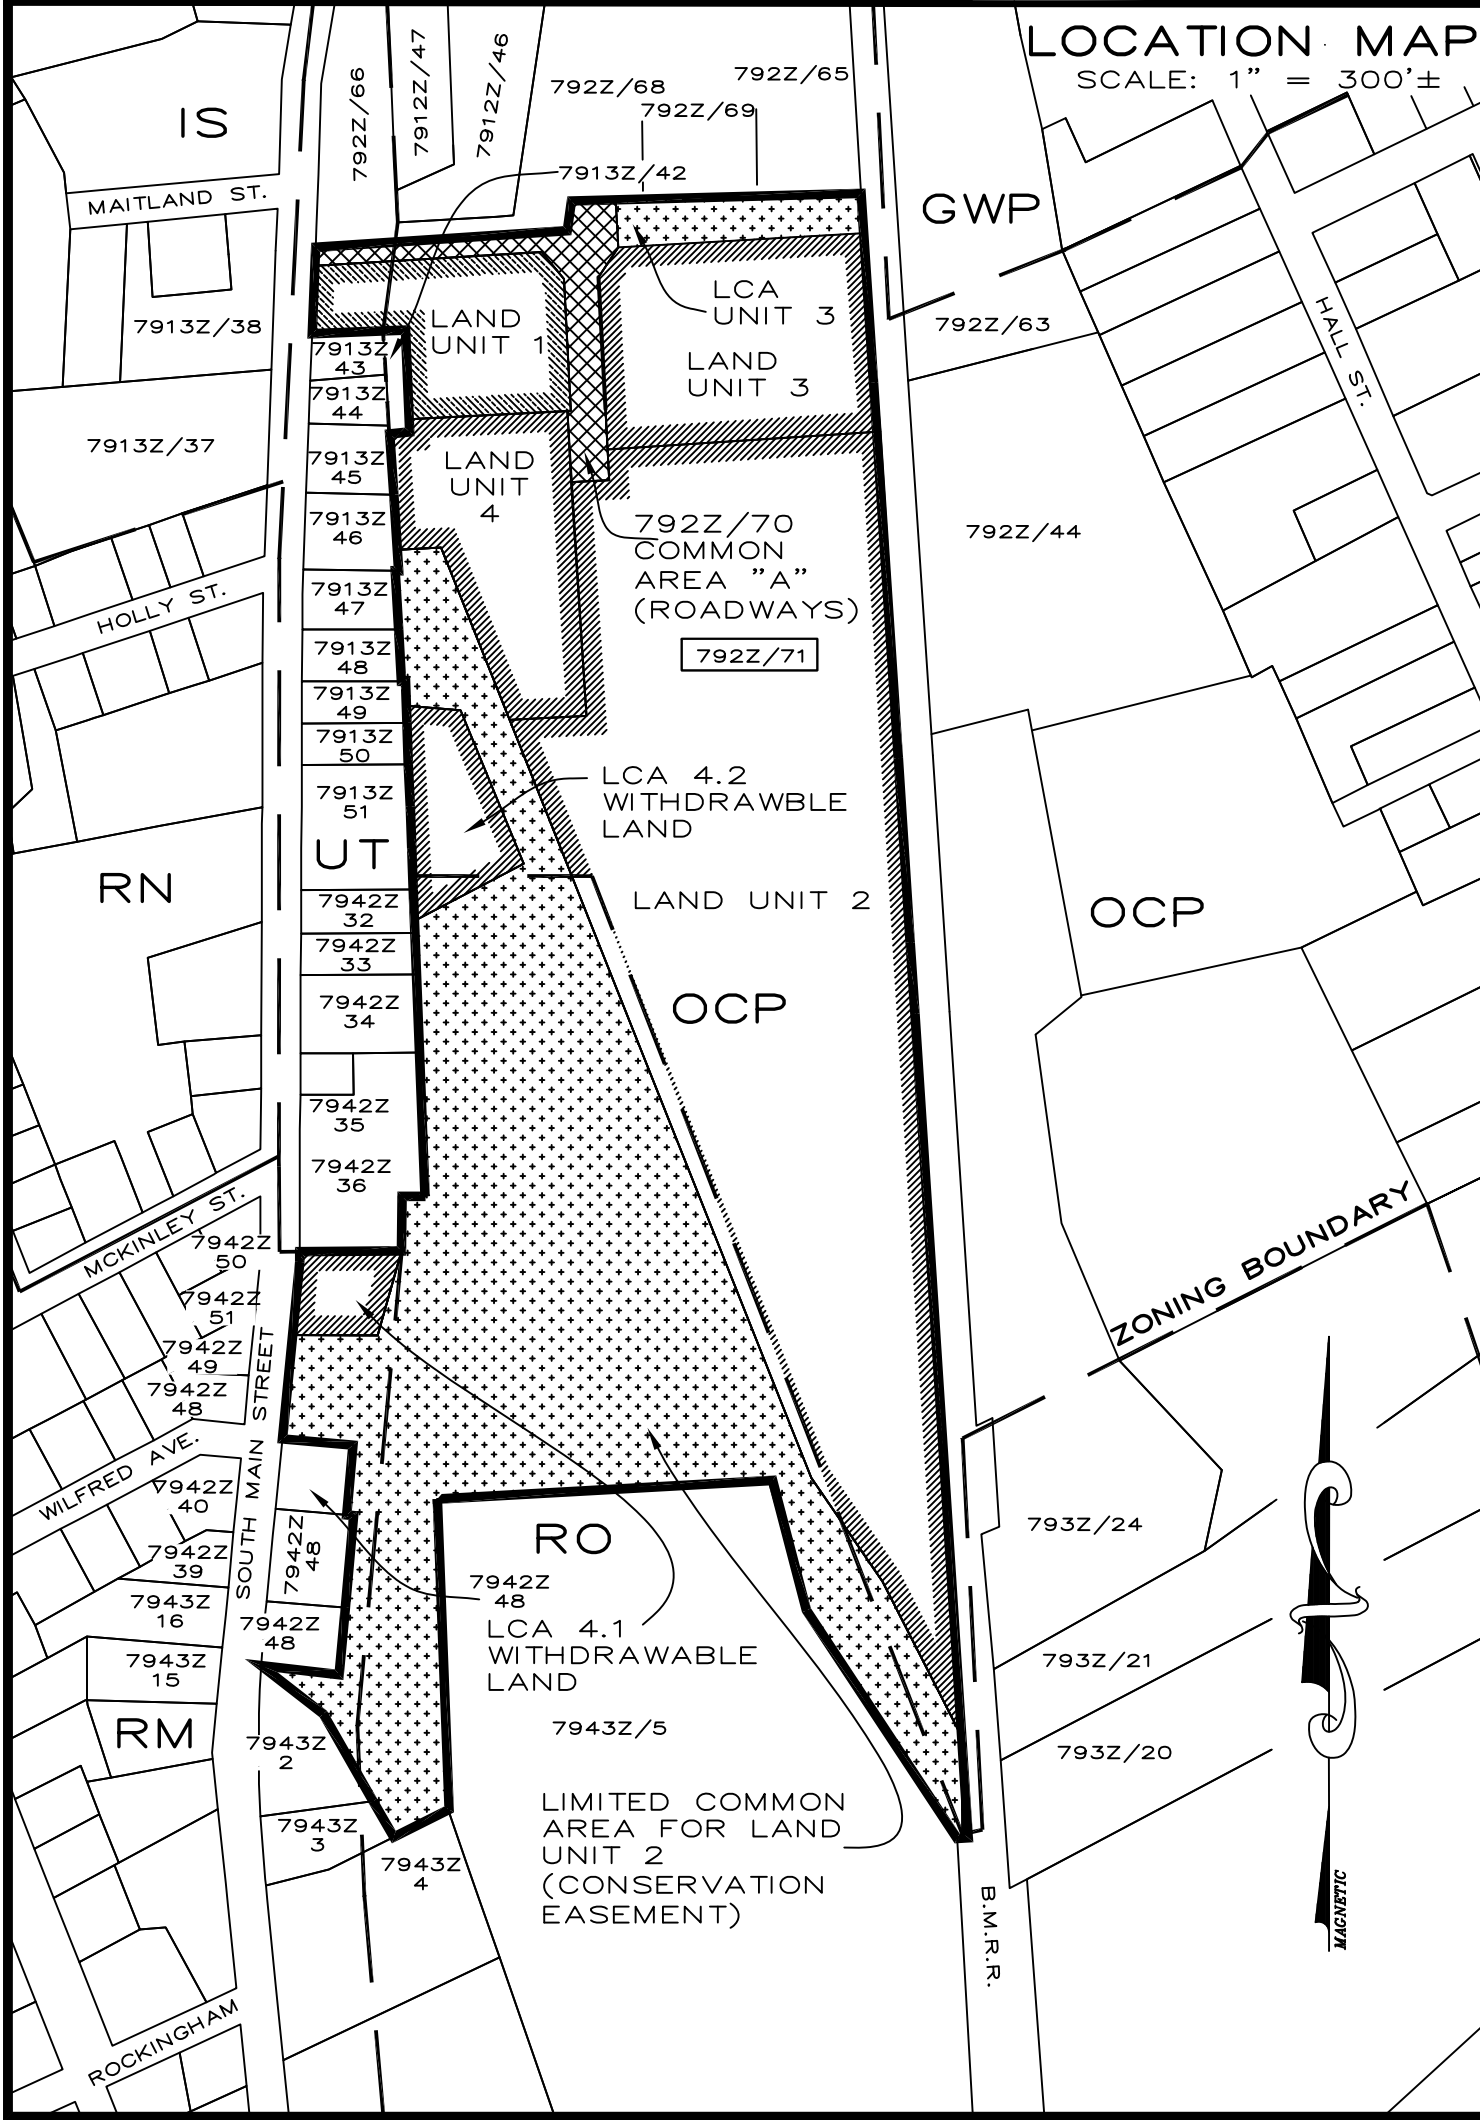 LOCATION MAP
SCALE: 1" = 300'±
792Z/66
7912Z/47
7912Z/46
792Z/68
792Z/65
792Z/69
7913Z/42
IS
MAITLAND ST.
GWP
LCA
UNIT 3
LAND
UNIT 1
LAND
UNIT 3
792Z/63
HALL ST.
7913Z/38
7913Z
43
7913Z
44
7913Z/37
7913Z
45
LAND
UNIT
4
7913Z
46
792Z/70
COMMON
AREA "A"
(ROADWAYS)
792Z/71
792Z/44
HOLLY ST.
7913Z
47
7913Z
48
7913Z
49
7913Z
50
7913Z
51
LCA 4.2
WITHDRAWBLE
LAND
UT
RN
LAND UNIT 2
OCP
7942Z
32
7942Z
33
7942Z
34
OCP
7942Z
35
7942Z
36
MCKINLEY ST.
ZONING BOUNDARY
7942Z
50
7942Z
51
7942Z
49
7942Z
48
SOUTH MAIN STREET
WILFRED AVE.
7942Z
40
7942Z
39
7942Z
48
7942Z
48
7942Z
48
RO
793Z/24
LCA 4.1
WITHDRAWABLE
LAND
7943Z
16
7943Z
15
RM
7943Z
2
7943Z/5
793Z/21
793Z/20
7943Z
3
7943Z
4
LIMITED COMMON
AREA FOR LAND
UNIT 2
(CONSERVATION
EASEMENT)
B.M.R.R.
MAGNETIC
ROCKINGHAM